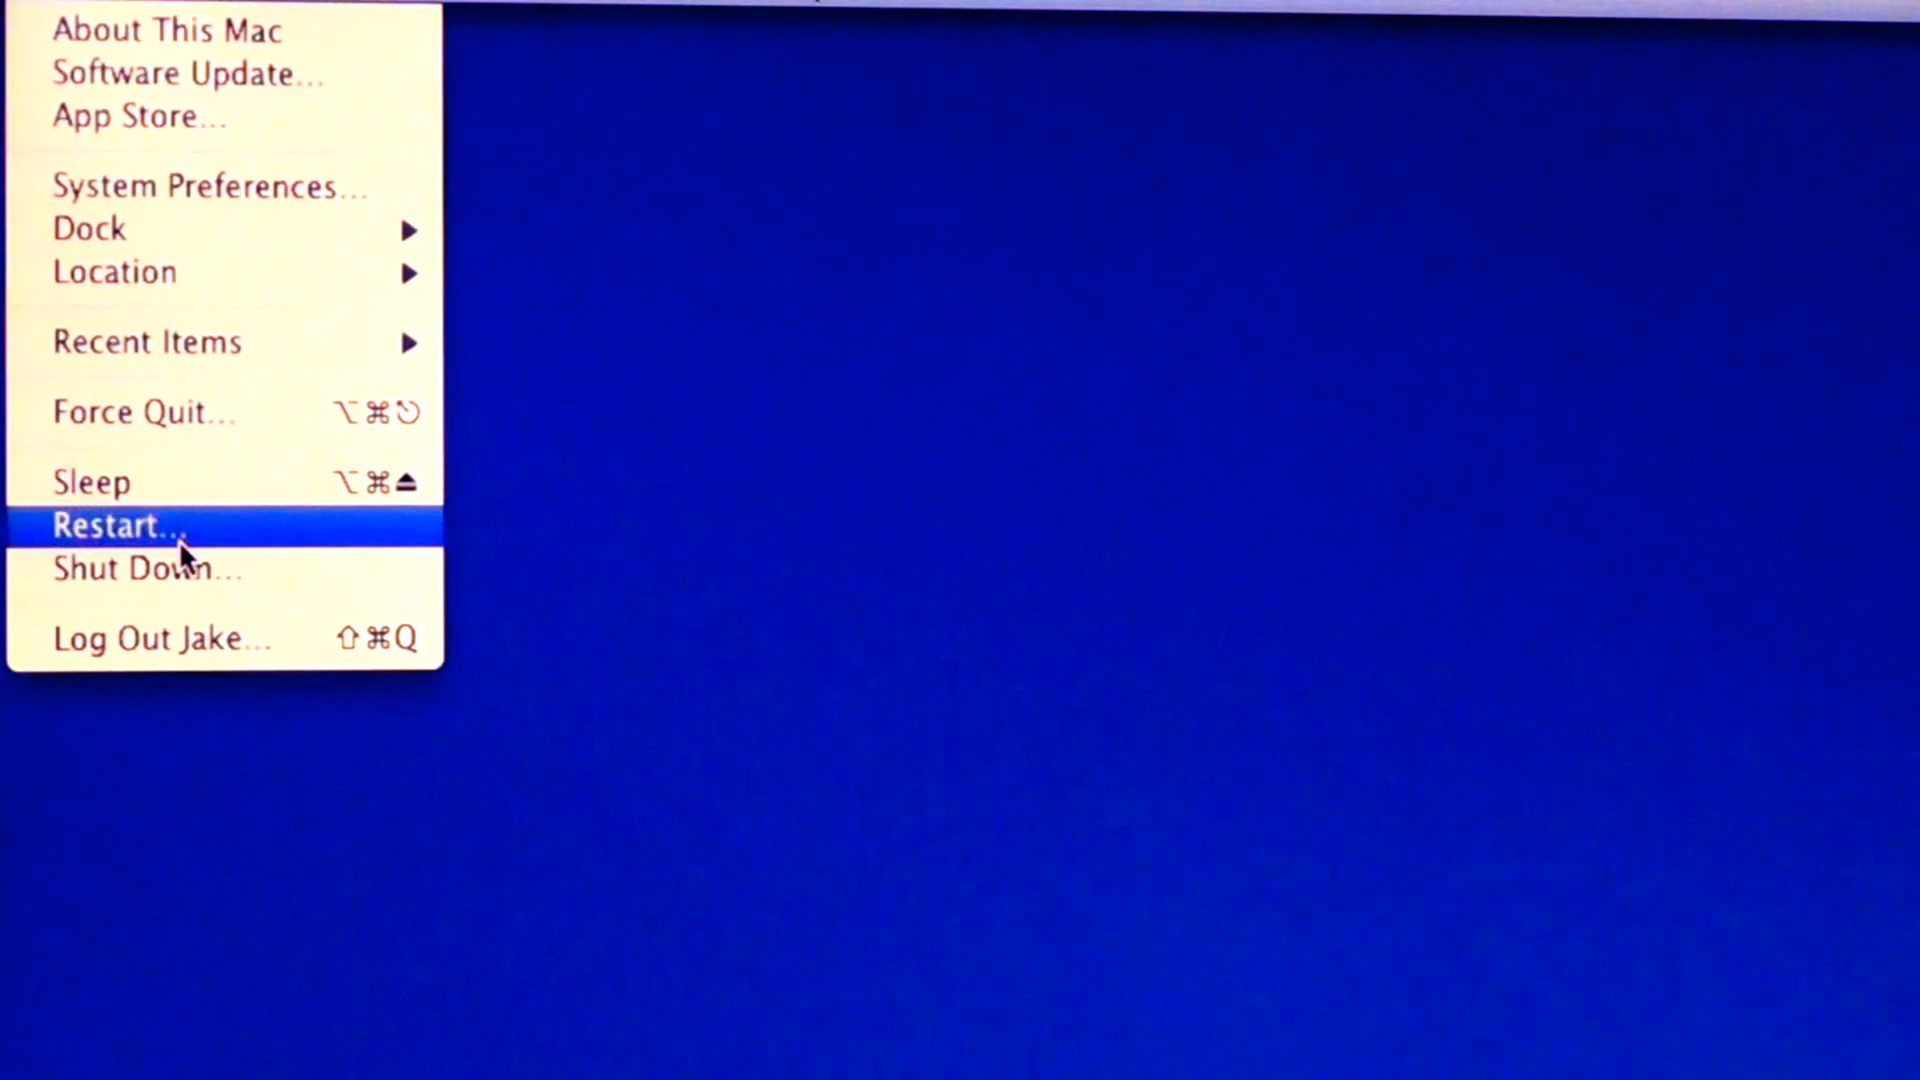 About This Mac
Software Update...
App Store...
System Preferences...
Dock ▶
Location ▶
Recent Items ▶
Force Quit... ⌥⌘⎋
Sleep ⌥⌘⏏
Restart...
Shut Down...
Log Out Jake... ⇧⌘Q